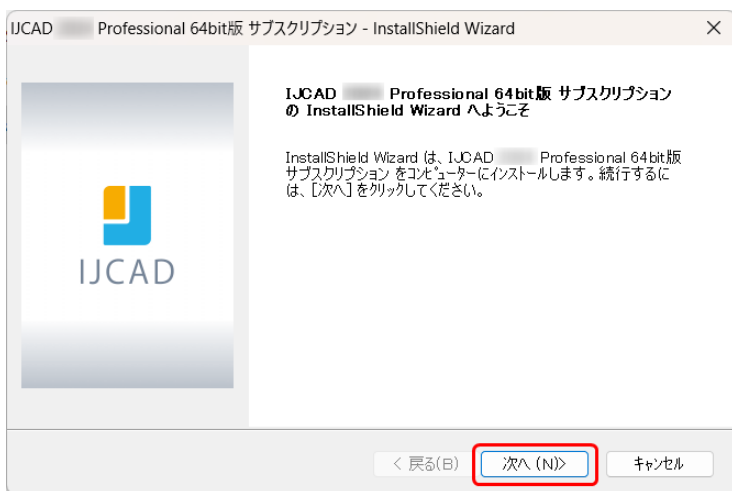 IJCAD Professional 64bit版 サブスクリプション - InstallShield Wizard
IJCAD Professional 64bit版 サブスクリプション
の InstallShield Wizard へようこそ
InstallShield Wizard は、IJCAD Professional 64bit版
サブスクリプション をコンピューターにインストールします。続行するに
は、[次へ] をクリックしてください。
IJCAD
< 戻る(B)
次へ (N)>
キャンセル